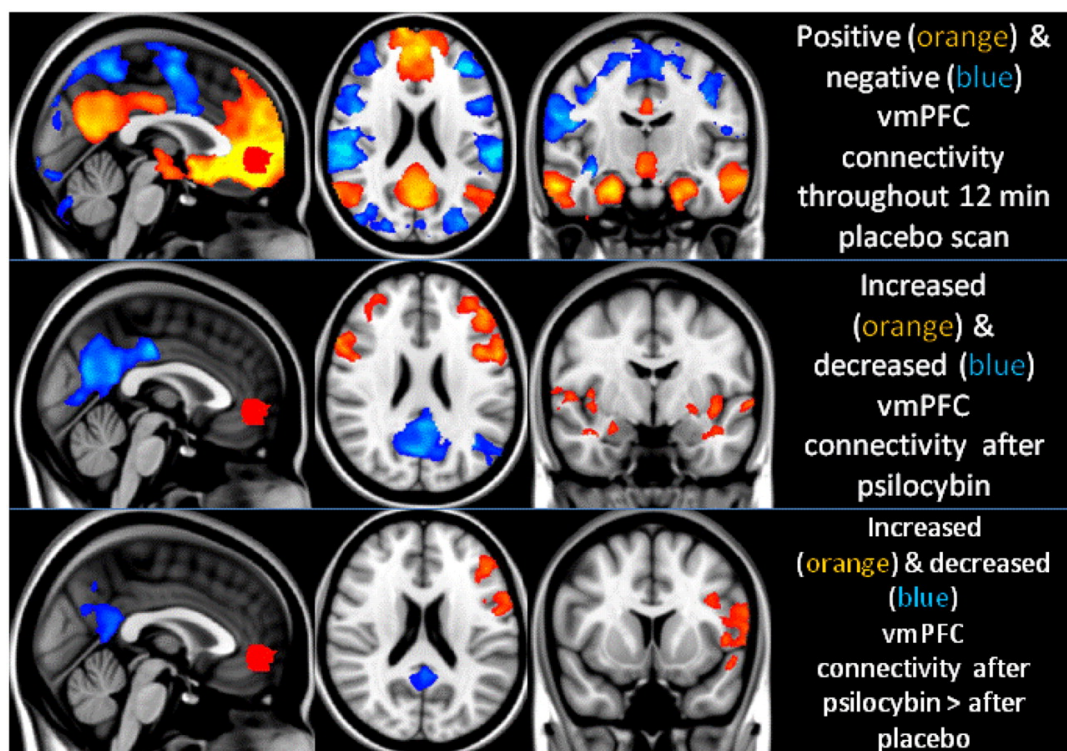 Positive (orange) &
negative (blue)
vmPFC
connectivity
throughout 12 min
placebo scan
Increased
(orange) &
decreased (blue)
vmPFC
connectivity after
psilocybin
Increased
(orange) & decreased
(blue)
vmPFC
connectivity after
psilocybin > after
placebo